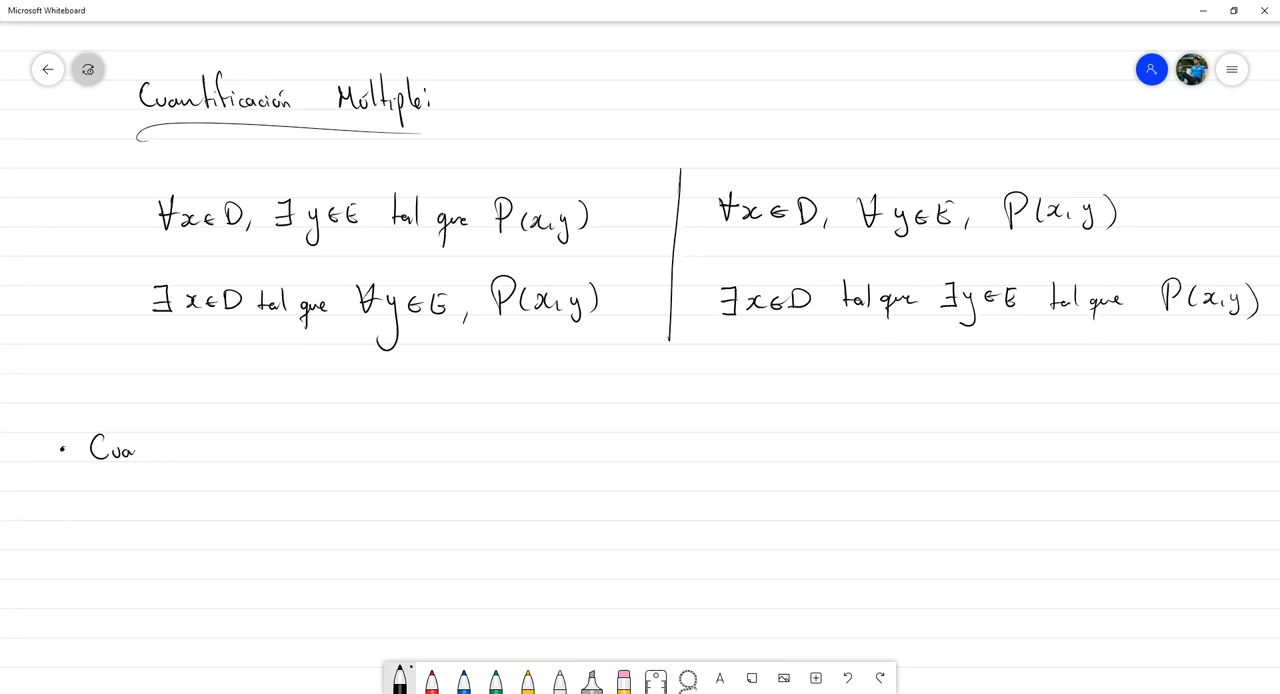 Microsoft Whiteboard
Cuantificación Múltiple:
∀x∈D, ∃ y∈E tal que P(x,y)
∃ x∈D tal que ∀y∈E, P(x,y)
∀x∈D, ∀y∈E, P(x,y)
∃x∈D tal que ∃y∈E tal que P(x,y)
• Cua